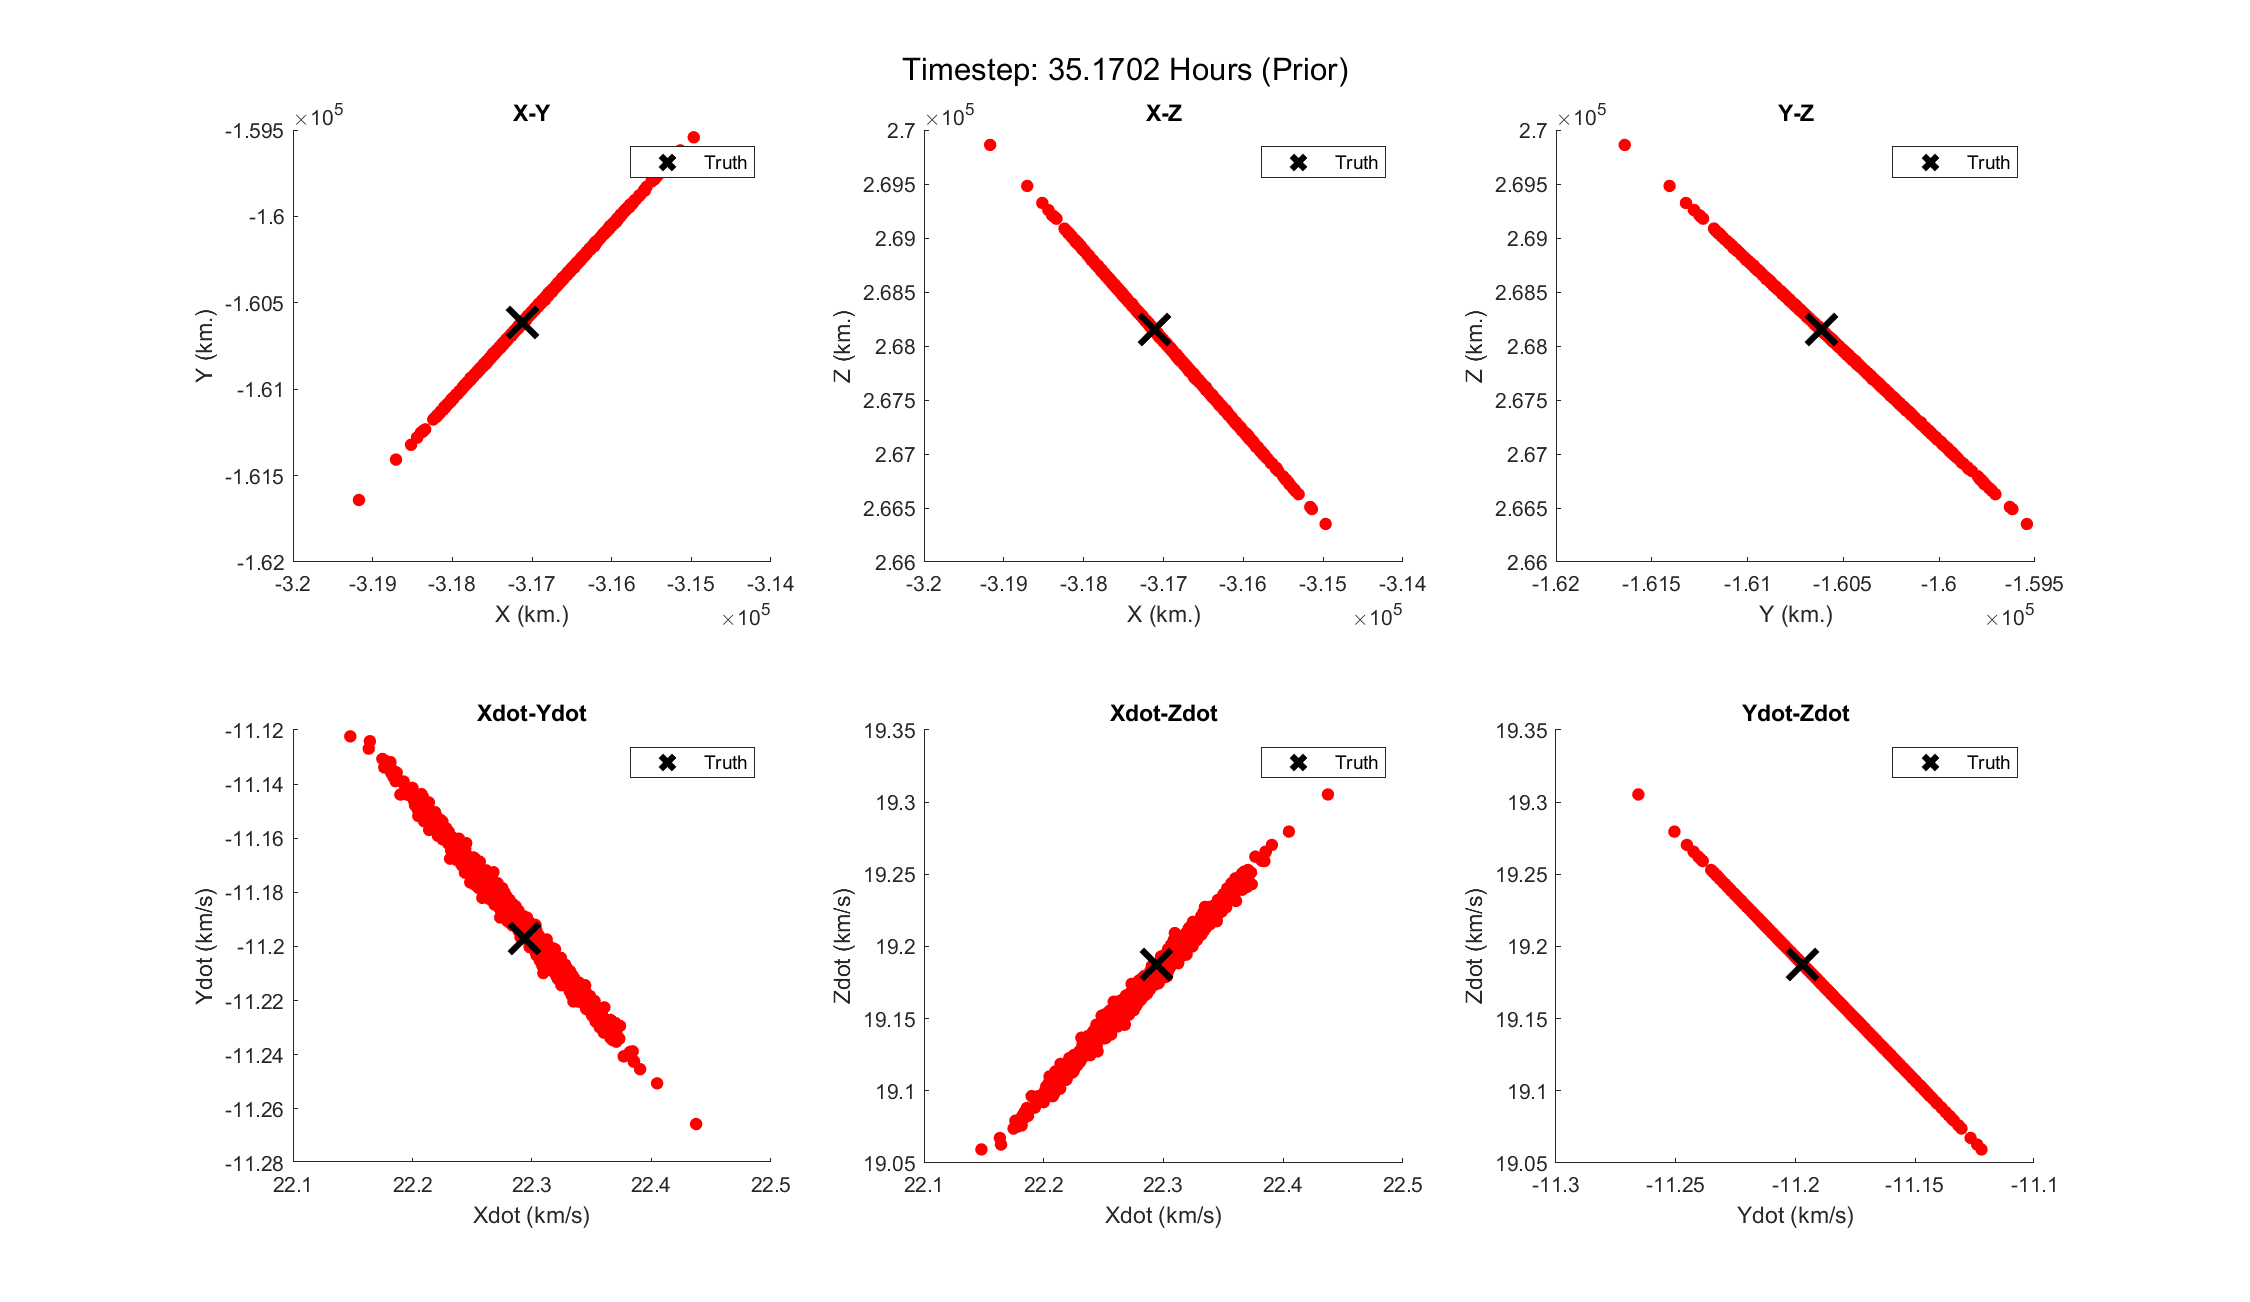 Timestep: 35.1702 Hours (Prior)
X-Y
×10^5
-1.595
-1.6
-1.605
-1.61
-1.615
-1.62
Y (km.)
Truth
-3.2 -3.19 -3.18 -3.17 -3.16 -3.15 -3.14
X (km.)
×10^5
X-Z
×10^5
2.7
2.695
2.69
2.685
2.68
2.675
2.67
2.665
2.66
Z (km.)
Truth
-3.2 -3.19 -3.18 -3.17 -3.16 -3.15 -3.14
X (km.)
×10^5
Y-Z
×10^5
2.7
2.695
2.69
2.685
2.68
2.675
2.67
2.665
2.66
Z (km.)
Truth
-1.62 -1.615 -1.61 -1.605 -1.6 -1.595
Y (km.)
×10^5
Xdot-Ydot
-11.12
-11.14
-11.16
-11.18
-11.2
-11.22
-11.24
-11.26
-11.28
Ydot (km/s)
Truth
22.1 22.2 22.3 22.4 22.5
Xdot (km/s)
Xdot-Zdot
19.35
19.3
19.25
19.2
19.15
19.1
19.05
Zdot (km/s)
Truth
22.1 22.2 22.3 22.4 22.5
Xdot (km/s)
Ydot-Zdot
19.35
19.3
19.25
19.2
19.15
19.1
19.05
Zdot (km/s)
Truth
-11.3 -11.25 -11.2 -11.15 -11.1
Ydot (km/s)